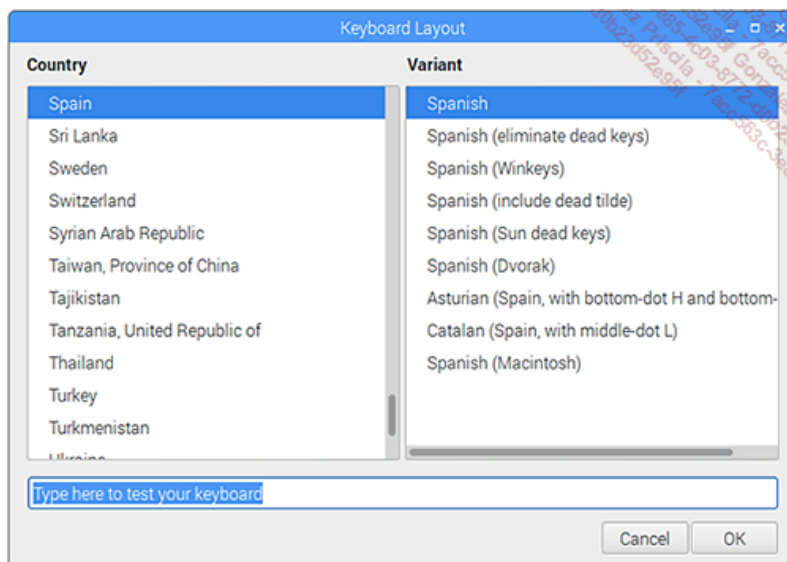 Keyboard Layout
Country
Variant
Spain
Sri Lanka
Sweden
Switzerland
Syrian Arab Republic
Taiwan, Province of China
Tajikistan
Tanzania, United Republic of
Thailand
Turkey
Turkmenistan
Ukraine
Spanish
Spanish (eliminate dead keys)
Spanish (Winkeys)
Spanish (include dead tilde)
Spanish (Sun dead keys)
Spanish (Dvorak)
Asturian (Spain, with bottom-dot H and bottom-
Catalan (Spain, with middle-dot L)
Spanish (Macintosh)
Type here to test your keyboard
Cancel
OK